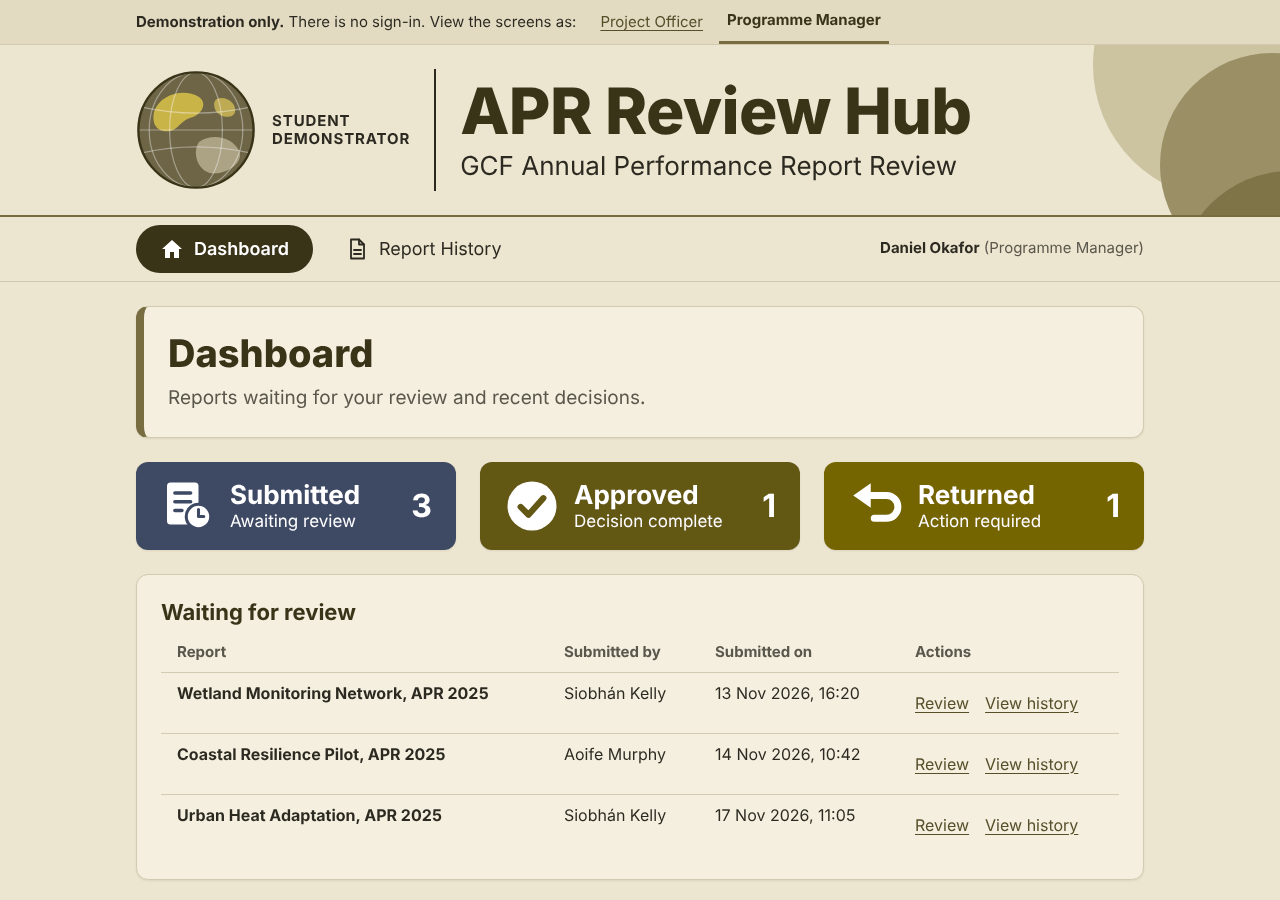 Demonstration only. There is no sign-in. View the screens as: Project Officer Programme Manager
STUDENT
DEMONSTRATOR
APR Review Hub
GCF Annual Performance Report Review
Dashboard Report History Daniel Okafor (Programme Manager)
Dashboard
Reports waiting for your review and recent decisions.
Submitted
Awaiting review
3
Approved
Decision complete
1
Returned
Action required
1
Waiting for review
Report Submitted by Submitted on Actions
Wetland Monitoring Network, APR 2025 Siobhán Kelly 13 Nov 2026, 16:20 Review View history
Coastal Resilience Pilot, APR 2025 Aoife Murphy 14 Nov 2026, 10:42 Review View history
Urban Heat Adaptation, APR 2025 Siobhán Kelly 17 Nov 2026, 11:05 Review View history